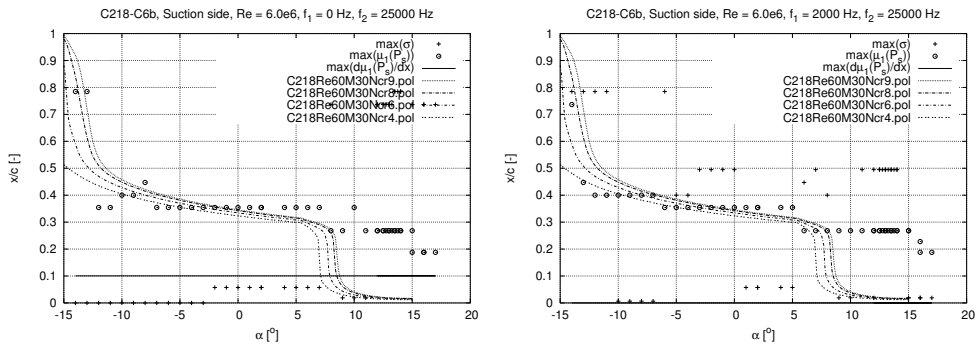 C218-C6b, Suction side, Re = 6.0e6, f1 = 0 Hz, f2 = 25000 Hz
max(σ)
max(μ1(Ps))
max(dμ1(Ps)/dx)
C218Re60M30Ncr9.pol
C218Re60M30Ncr8.pol
C218Re60M30Ncr6.pol
C218Re60M30Ncr4.pol
1
0.9
0.8
0.7
0.6
0.5
0.4
0.3
0.2
0.1
0
x/c [-]
-15 -10 -5 0 5 10 15 20
α [°]
C218-C6b, Suction side, Re = 6.0e6, f1 = 2000 Hz, f2 = 25000 Hz
max(σ)
max(μ1(Ps))
max(dμ1(Ps)/dx)
C218Re60M30Ncr9.pol
C218Re60M30Ncr8.pol
C218Re60M30Ncr6.pol
C218Re60M30Ncr4.pol
1
0.9
0.8
0.7
0.6
0.5
0.4
0.3
0.2
0.1
0
x/c [-]
-15 -10 -5 0 5 10 15 20
α [°]